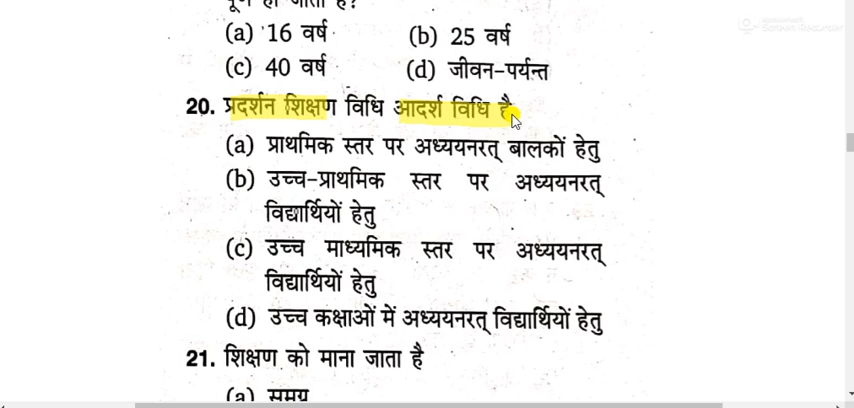 पूर्ण हो जाता है?
(a) 16 वर्ष (b) 25 वर्ष
(c) 40 वर्ष (d) जीवन-पर्यन्त
20. प्रदर्शन शिक्षण विधि आदर्श विधि है
(a) प्राथमिक स्तर पर अध्ययनरत् बालकों हेतु
(b) उच्च-प्राथमिक स्तर पर अध्ययनरत्
विद्यार्थियों हेतु
(c) उच्च माध्यमिक स्तर पर अध्ययनरत्
विद्यार्थियों हेतु
(d) उच्च कक्षाओं में अध्ययनरत् विद्यार्थियों हेतु
21. शिक्षण को माना जाता है
(a) समग्र